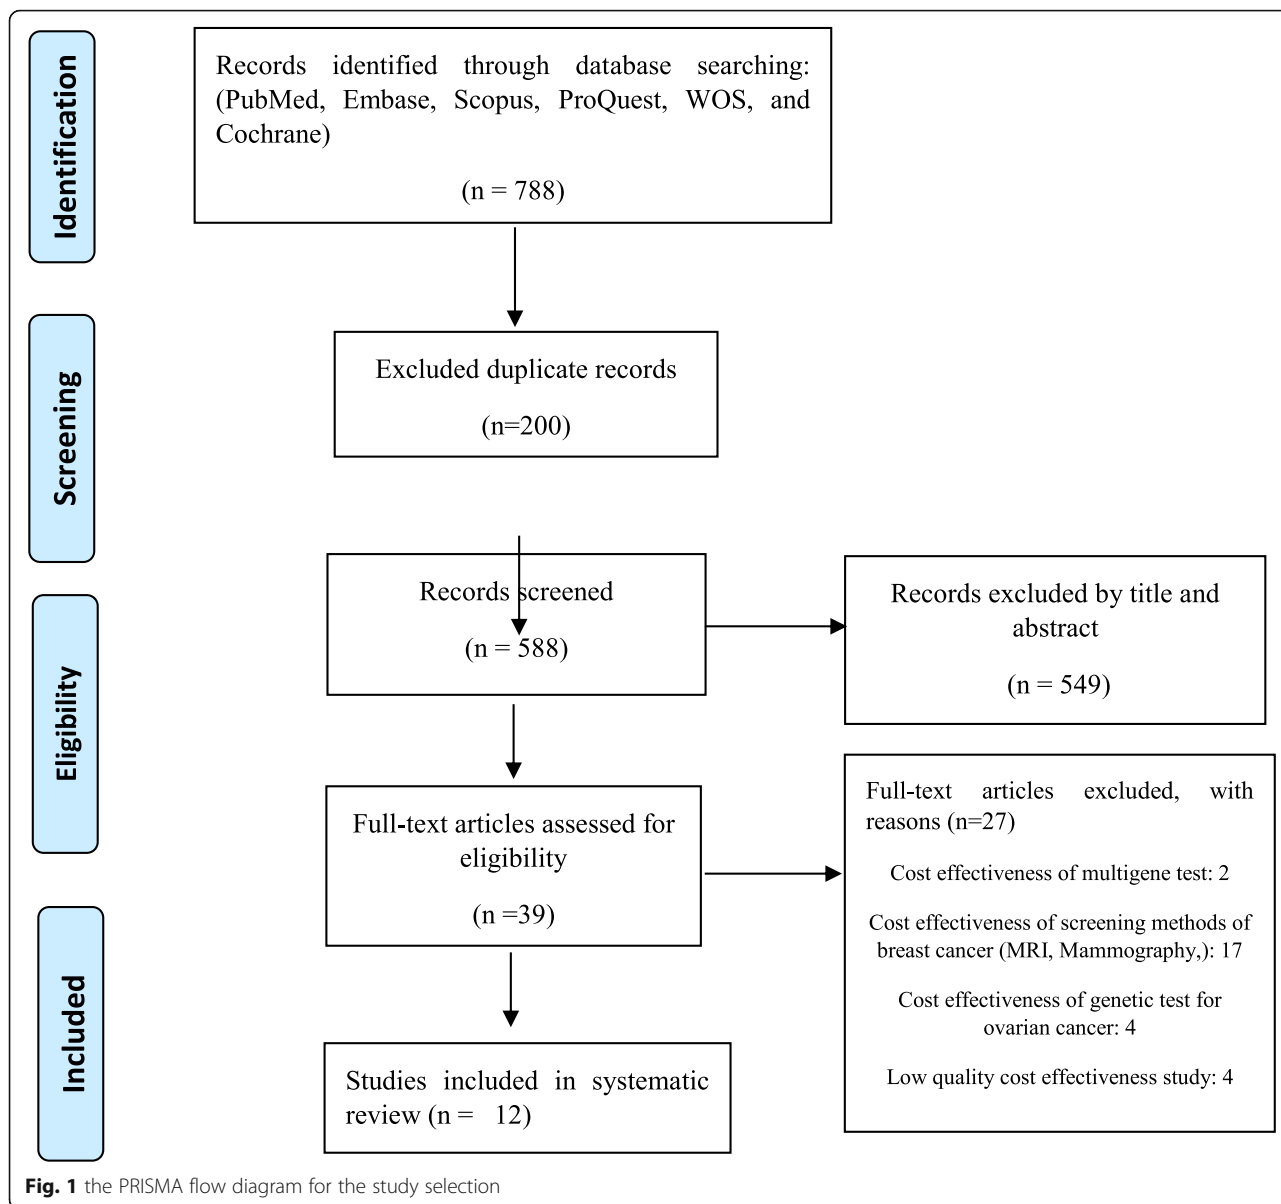 Identification
Records identified through database searching:
(PubMed, Embase, Scopus, ProQuest, WOS, and
Cochrane)
(n = 788)
Screening
Excluded duplicate records
(n=200)
Records screened
(n = 588)
Records excluded by title and
abstract
(n = 549)
Eligibility
Full-text articles assessed for
eligibility
(n =39)
Full-text articles excluded, with
reasons (n=27)
Cost effectiveness of multigene test: 2
Cost effectiveness of screening methods of
breast cancer (MRI, Mammography,): 17
Cost effectiveness of genetic test for
ovarian cancer: 4
Low quality cost effectiveness study: 4
Included
Studies included in systematic
review (n = 12)
Fig. 1 the PRISMA flow diagram for the study selection